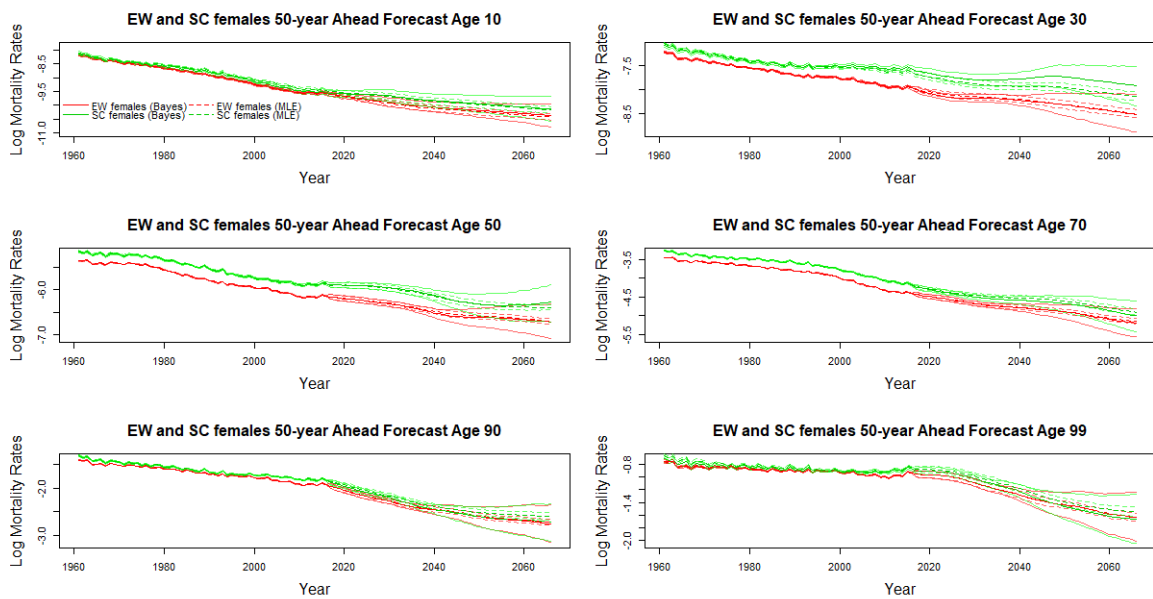 EW and SC females 50-year Ahead Forecast Age 10
Log Mortality Rates
-8.5
-9.5
-11.0
EW females (Bayes)
EW females (MLE)
SC females (Bayes)
SC females (MLE)
1960 1980 2000 2020 2040 2060
Year
EW and SC females 50-year Ahead Forecast Age 30
Log Mortality Rates
-7.5
-8.5
1960 1980 2000 2020 2040 2060
Year
EW and SC females 50-year Ahead Forecast Age 50
Log Mortality Rates
-6.0
-7.0
1960 1980 2000 2020 2040 2060
Year
EW and SC females 50-year Ahead Forecast Age 70
Log Mortality Rates
-3.5
-4.5
-5.5
1960 1980 2000 2020 2040 2060
Year
EW and SC females 50-year Ahead Forecast Age 90
Log Mortality Rates
-2.0
-3.0
1960 1980 2000 2020 2040 2060
Year
EW and SC females 50-year Ahead Forecast Age 99
Log Mortality Rates
-0.8
-1.4
-2.0
1960 1980 2000 2020 2040 2060
Year